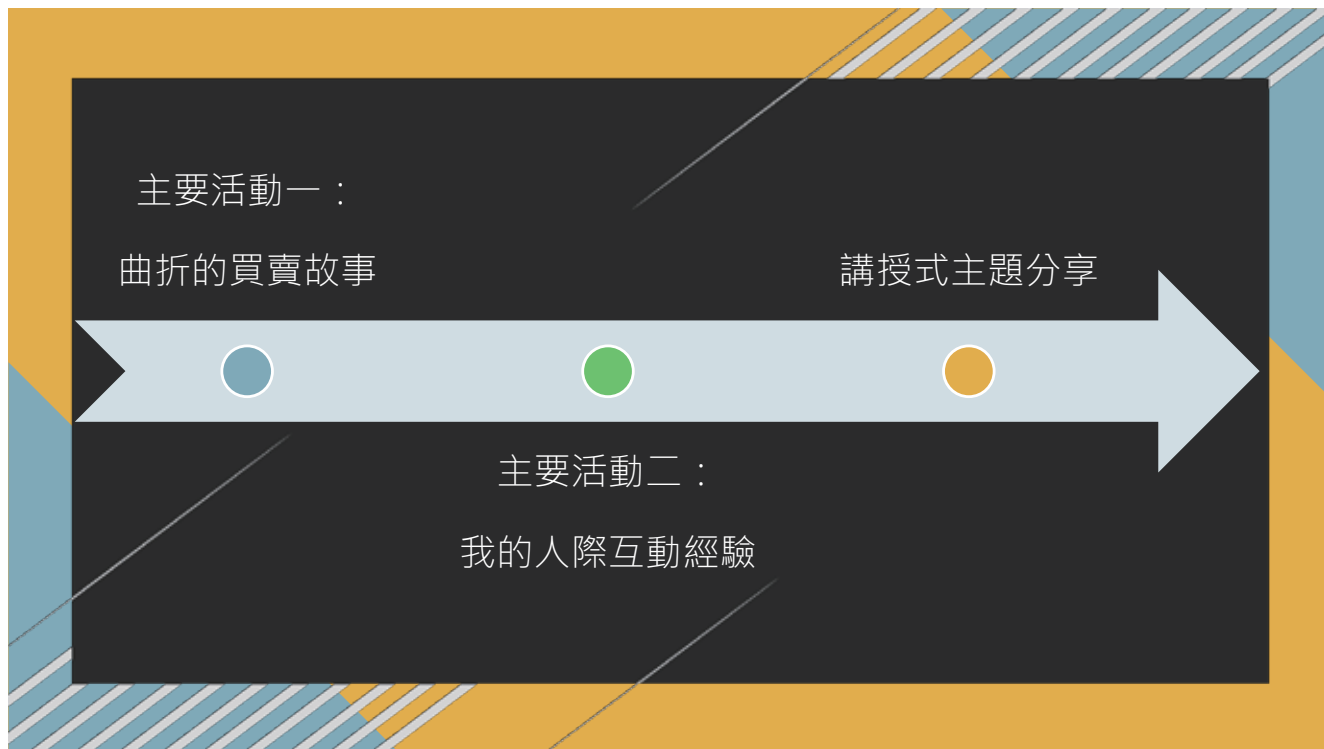 主要活動一：
曲折的買賣故事
主要活動二：
我的人際互動經驗
講授式主題分享